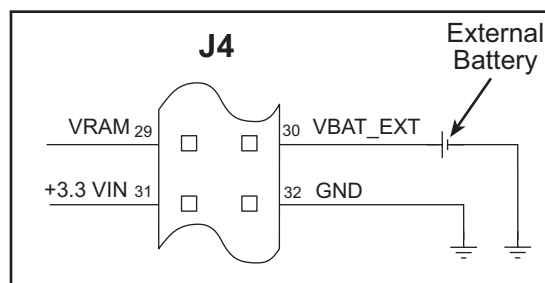 External
Battery
J4
VRAM 29 30 VBAT_EXT
+3.3 VIN 31 32 GND